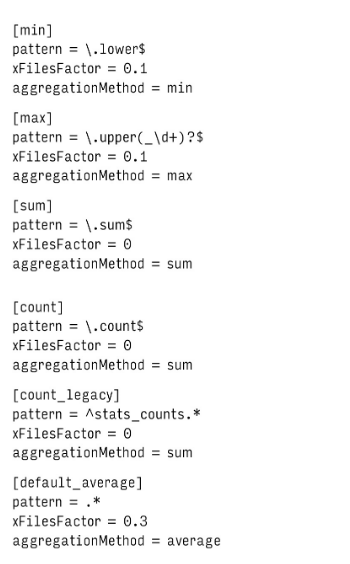 [min]
pattern = \.lower$
xFilesFactor = 0.1
aggregationMethod = min
[max]
pattern = \.upper(_\d+)?$
xFilesFactor = 0.1
aggregationMethod = max
[sum]
pattern = \.sum$
xFilesFactor = 0
aggregationMethod = sum
[count]
pattern = \.count$
xFilesFactor = 0
aggregationMethod = sum
[count_legacy]
pattern = ^stats_counts.*
xFilesFactor = 0
aggregationMethod = sum
[default_average]
pattern = .*
xFilesFactor = 0.3
aggregationMethod = average